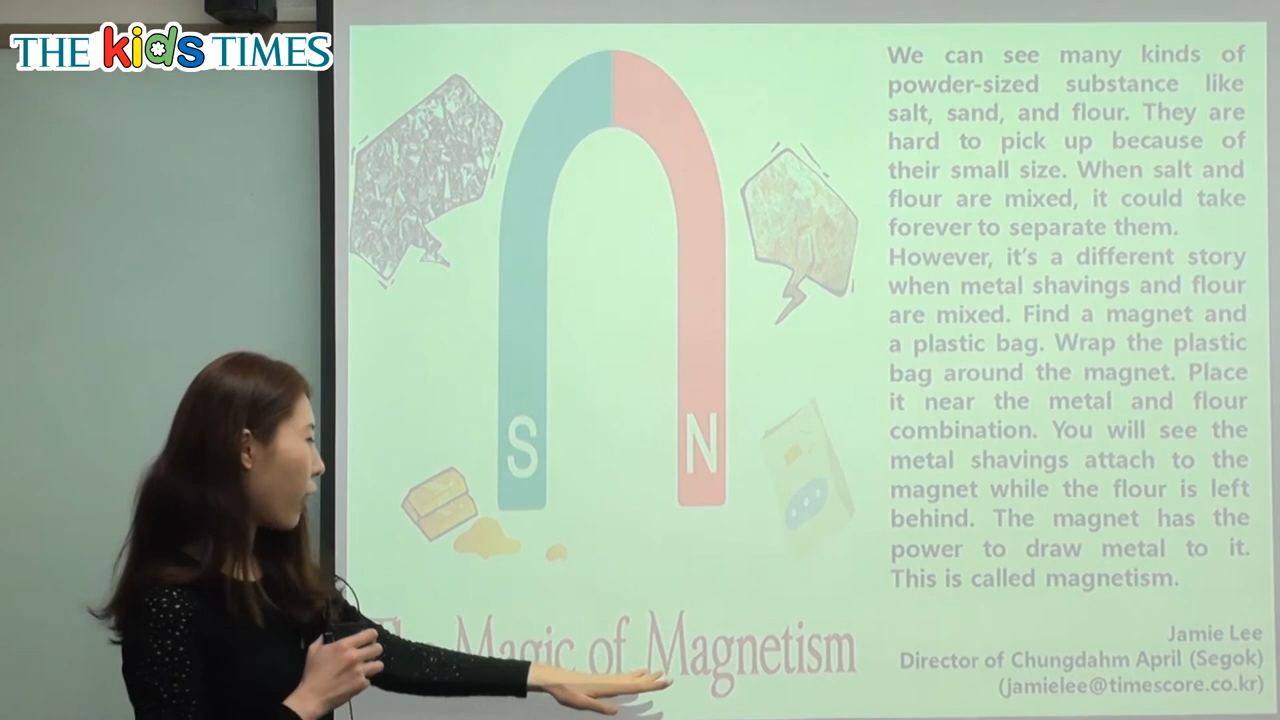 THE kids TIMES
We can see many kinds of
powder-sized substance like
salt, sand, and flour. They are
hard to pick up because of
their small size. When salt and
flour are mixed, it could take
forever to separate them.
However, it's a different story
when metal shavings and flour
are mixed. Find a magnet and
a plastic bag. Wrap the plastic
bag around the magnet. Place
it near the metal and flour
combination. You will see the
metal shavings attach to the
magnet while the flour is left
behind. The magnet has the
power to draw metal to it.
This is called magnetism.
S
N
The Magic of Magnetism
Jamie Lee
Director of Chungdahm April (Segok)
(jamielee@timescore.co.kr)